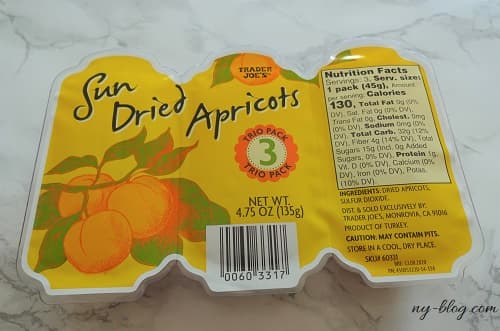 Sun
Dried Apricots
TRADER
JOE'S
TRIO PACK
3
TRIO PACK
NET WT.
4.75 OZ (135g)
0060 3317
Nutrition Facts
Servings: 3, Serv. size:
1 pack (45g), Amount
per serving: Calories
130, Total Fat 0g (0%
DV), Sat. Fat 0g (0% DV),
Trans Fat 0g, Cholest. 0mg
(0% DV), Sodium 0mg (0%
DV), Total Carb. 32g (12%
DV), Fiber 4g (14% DV), Total
Sugars 15g (Incl. 0g Added
Sugars, 0% DV), Protein 1g,
Vit. D (0% DV), Calcium (0%
DV), Iron (0% DV), Potas.
(10% DV)
INGREDIENTS: DRIED APRICOTS,
SULFUR DIOXIDE.
DIST. & SOLD EXCLUSIVELY BY:
TRADER JOE'S, MONROVIA, CA 91016
PRODUCT OF TURKEY.
CAUTION: MAY CONTAIN PITS.
STORE IN A COOL, DRY PLACE.
SKU# 60331
ny-blog.com